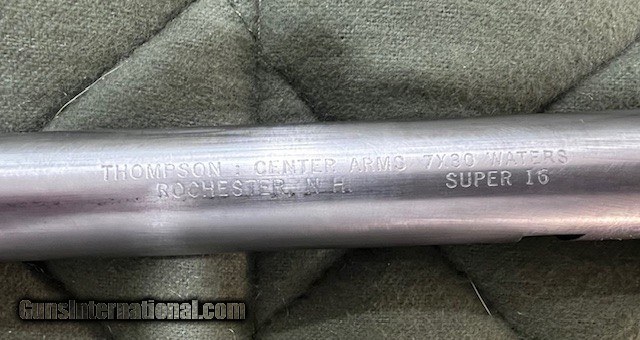 THOMPSON : CENTER ARMS 7X30 WATERS
ROCHESTER, N.H. SUPER 16
GunsInternational.com